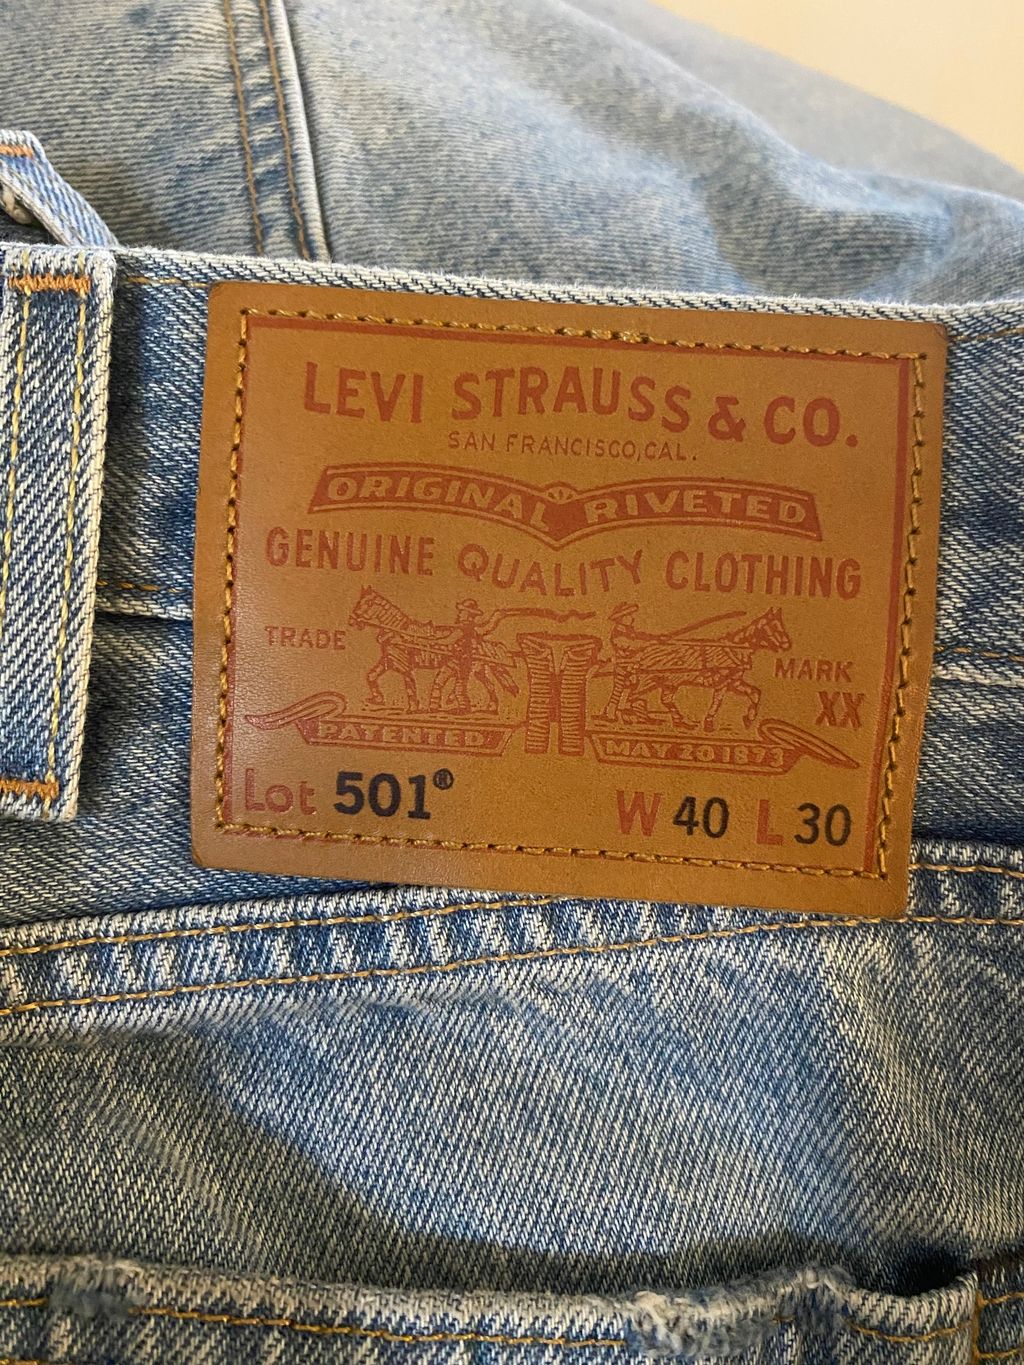 LEVI STRAUSS & CO.
SAN FRANCISCO, CAL.
ORIGINAL RIVETED
GENUINE QUALITY CLOTHING
TRADE MARK
XX
PATENTED MAY 20 1873
Lot 501® W 40 L 30